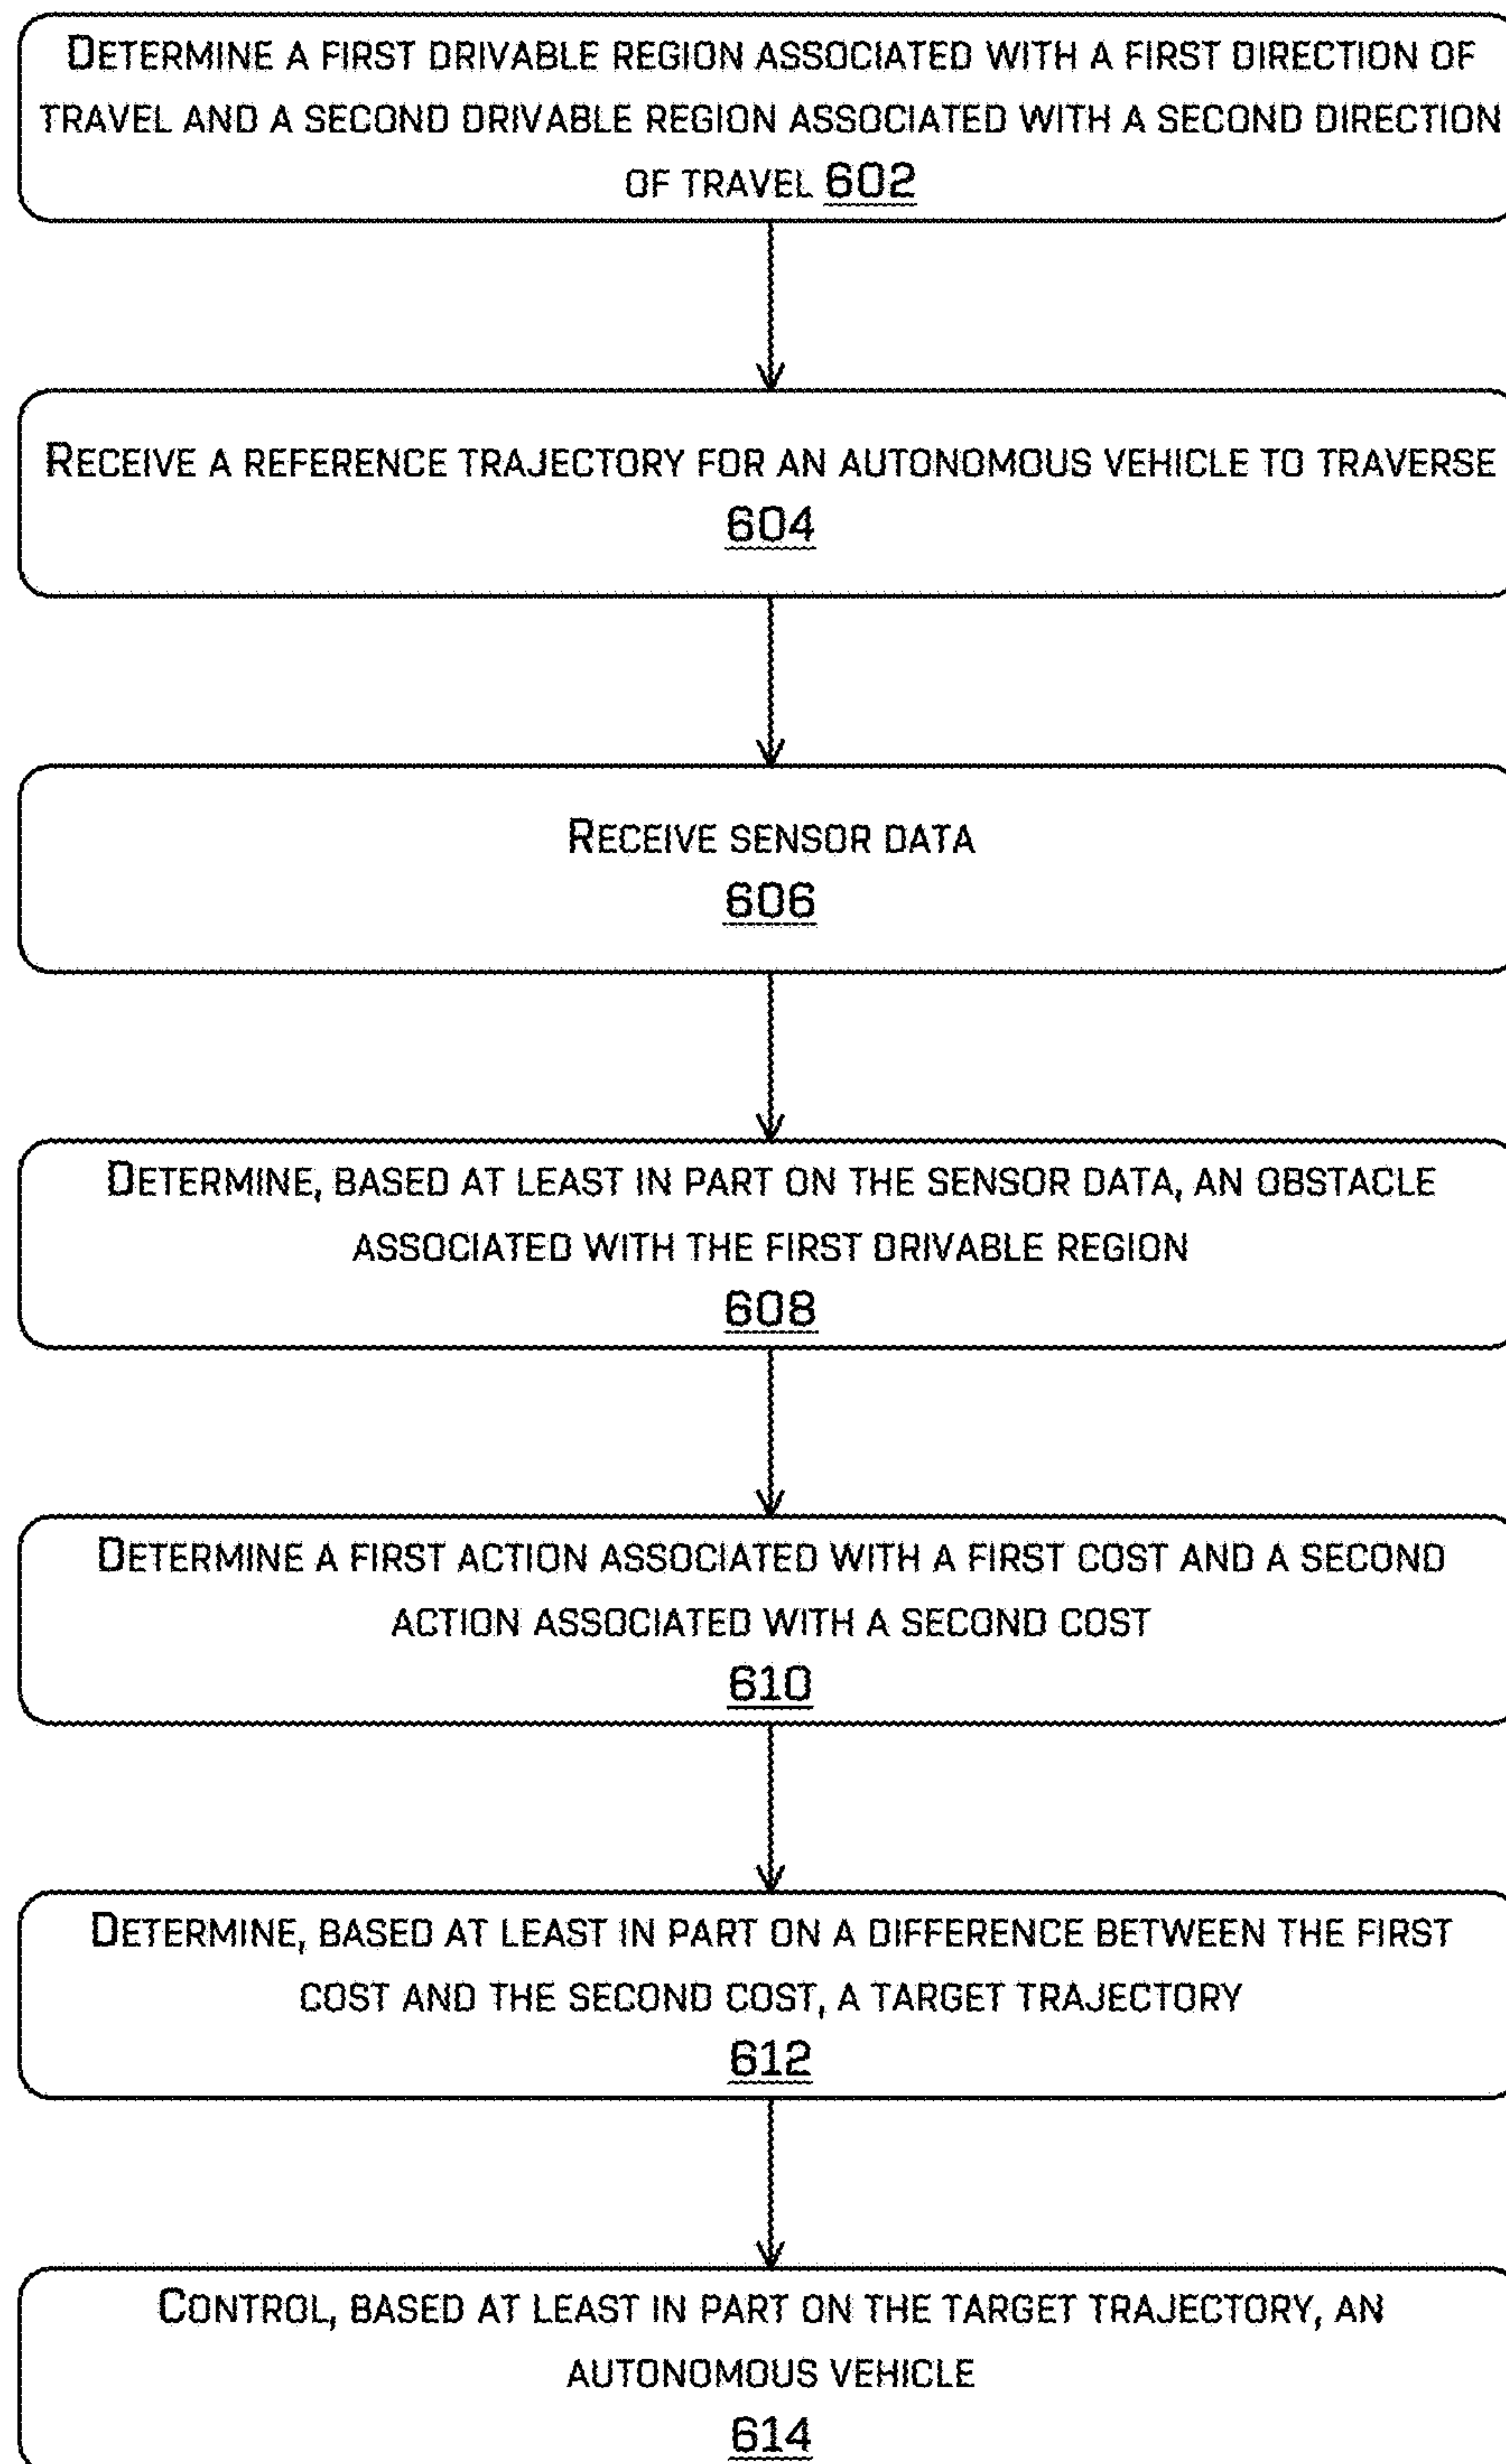 DETERMINE A FIRST DRIVABLE REGION ASSOCIATED WITH A FIRST DIRECTION OF
TRAVEL AND A SECOND DRIVABLE REGION ASSOCIATED WITH A SECOND DIRECTION
OF TRAVEL 602
RECEIVE A REFERENCE TRAJECTORY FOR AN AUTONOMOUS VEHICLE TO TRAVERSE
604
RECEIVE SENSOR DATA
606
DETERMINE, BASED AT LEAST IN PART ON THE SENSOR DATA, AN OBSTACLE
ASSOCIATED WITH THE FIRST DRIVABLE REGION
608
DETERMINE A FIRST ACTION ASSOCIATED WITH A FIRST COST AND A SECOND
ACTION ASSOCIATED WITH A SECOND COST
610
DETERMINE, BASED AT LEAST IN PART ON A DIFFERENCE BETWEEN THE FIRST
COST AND THE SECOND COST, A TARGET TRAJECTORY
612
CONTROL, BASED AT LEAST IN PART ON THE TARGET TRAJECTORY, AN
AUTONOMOUS VEHICLE
614